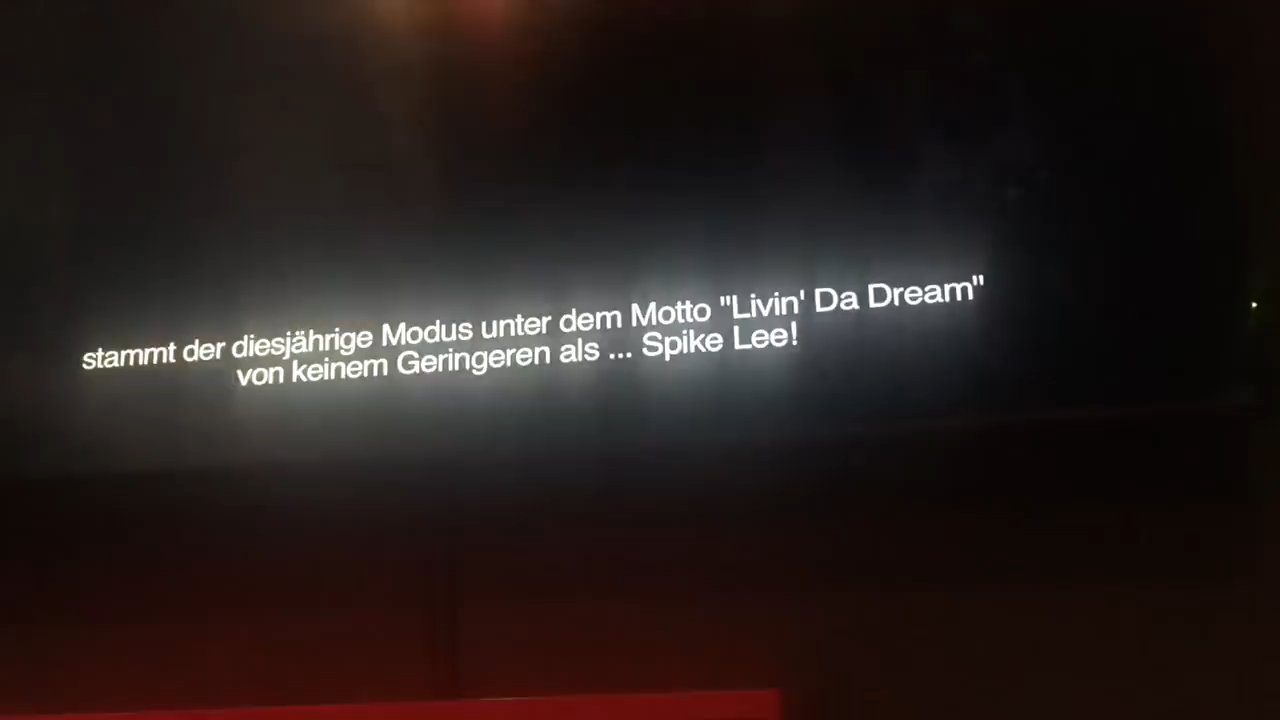 stammt der diesjährige Modus unter dem Motto "Livin' Da Dream"
von keinem Geringeren als ... Spike Lee!